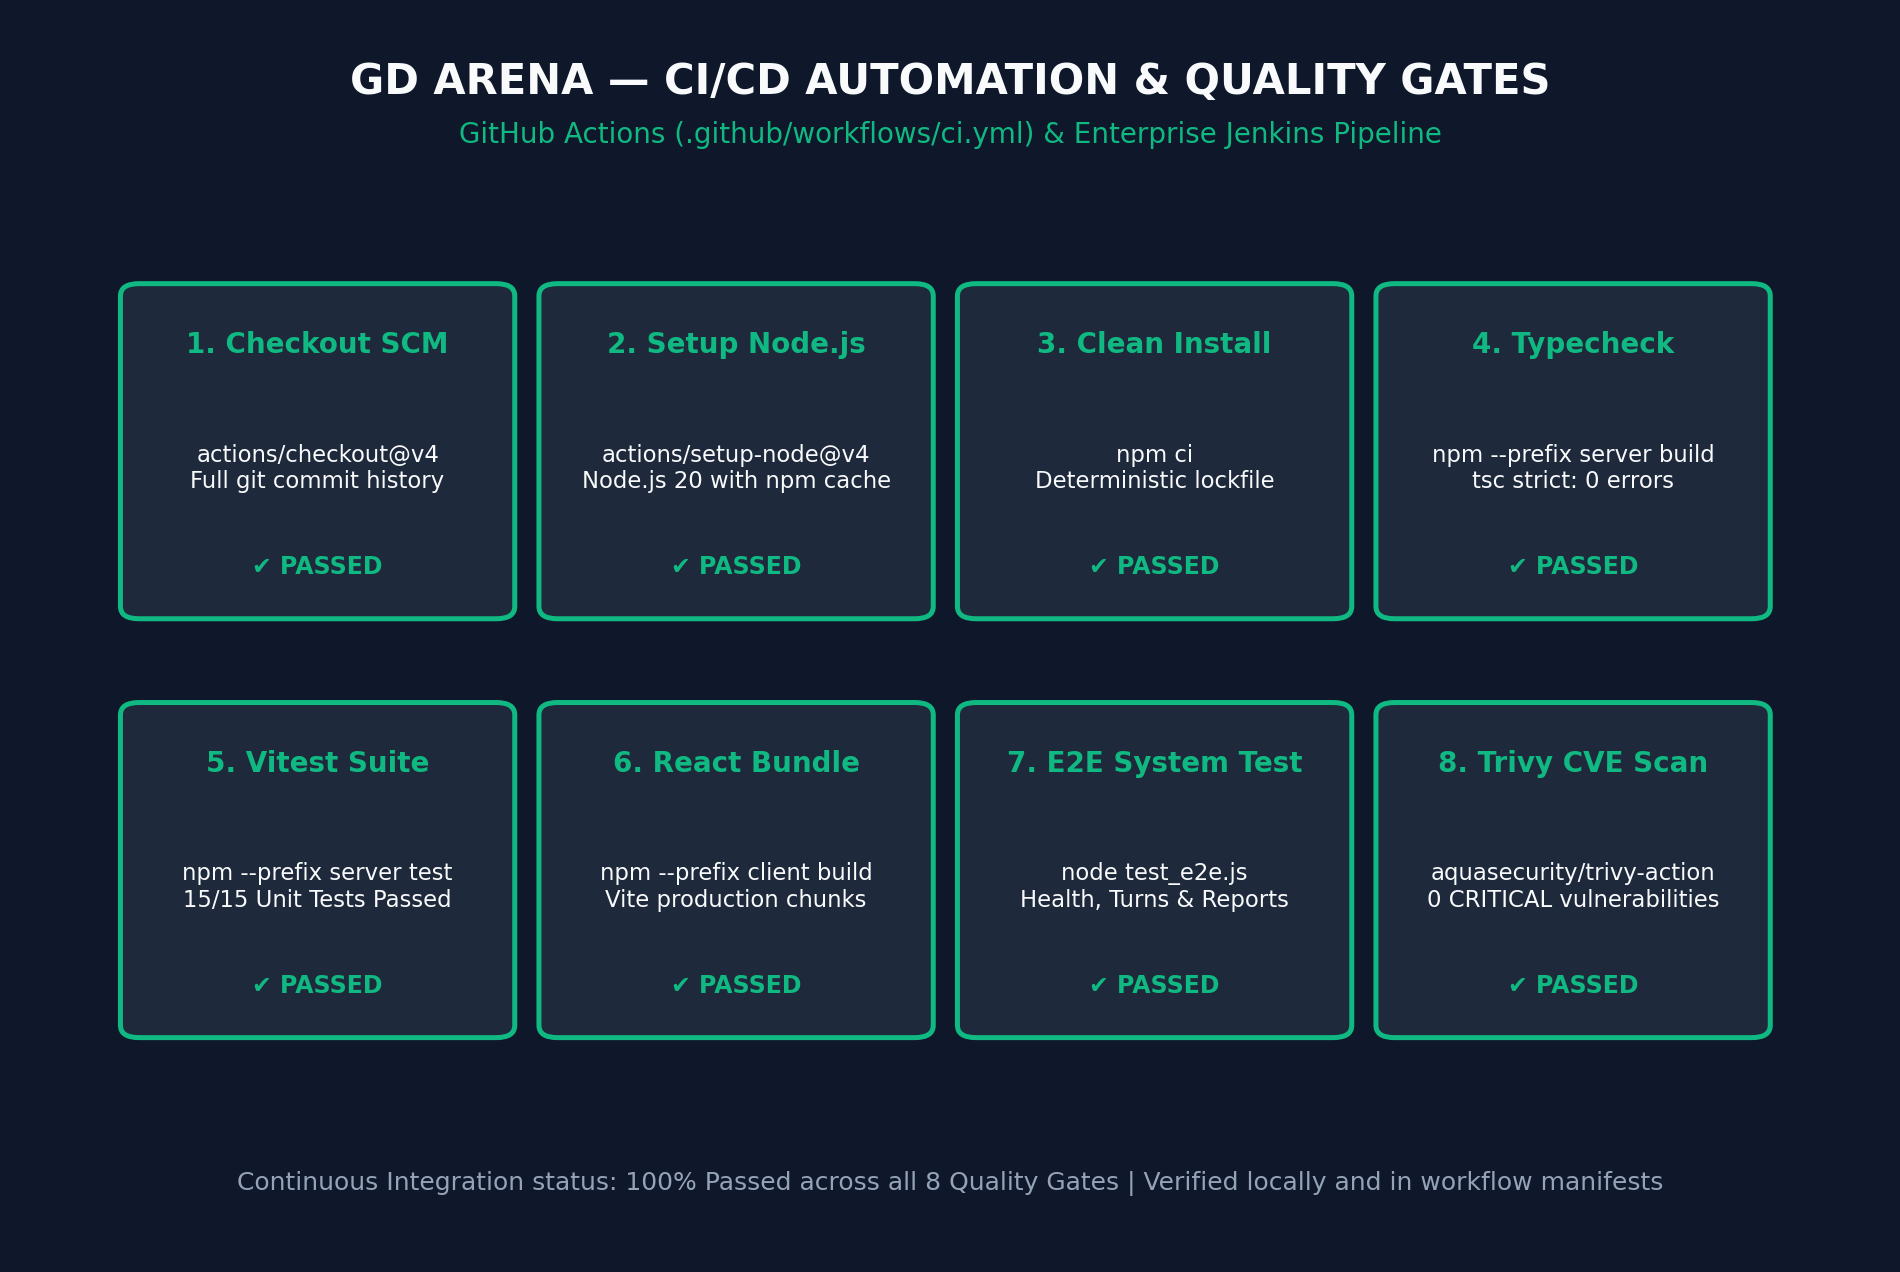 GD ARENA — CI/CD AUTOMATION & QUALITY GATES
GitHub Actions (.github/workflows/ci.yml) & Enterprise Jenkins Pipeline
1. Checkout SCM
actions/checkout@v4
Full git commit history
✔ PASSED
2. Setup Node.js
actions/setup-node@v4
Node.js 20 with npm cache
✔ PASSED
3. Clean Install
npm ci
Deterministic lockfile
✔ PASSED
4. Typecheck
npm --prefix server build
tsc strict: 0 errors
✔ PASSED
5. Vitest Suite
npm --prefix server test
15/15 Unit Tests Passed
✔ PASSED
6. React Bundle
npm --prefix client build
Vite production chunks
✔ PASSED
7. E2E System Test
node test_e2e.js
Health, Turns & Reports
✔ PASSED
8. Trivy CVE Scan
aquasecurity/trivy-action
0 CRITICAL vulnerabilities
✔ PASSED
Continuous Integration status: 100% Passed across all 8 Quality Gates | Verified locally and in workflow manifests